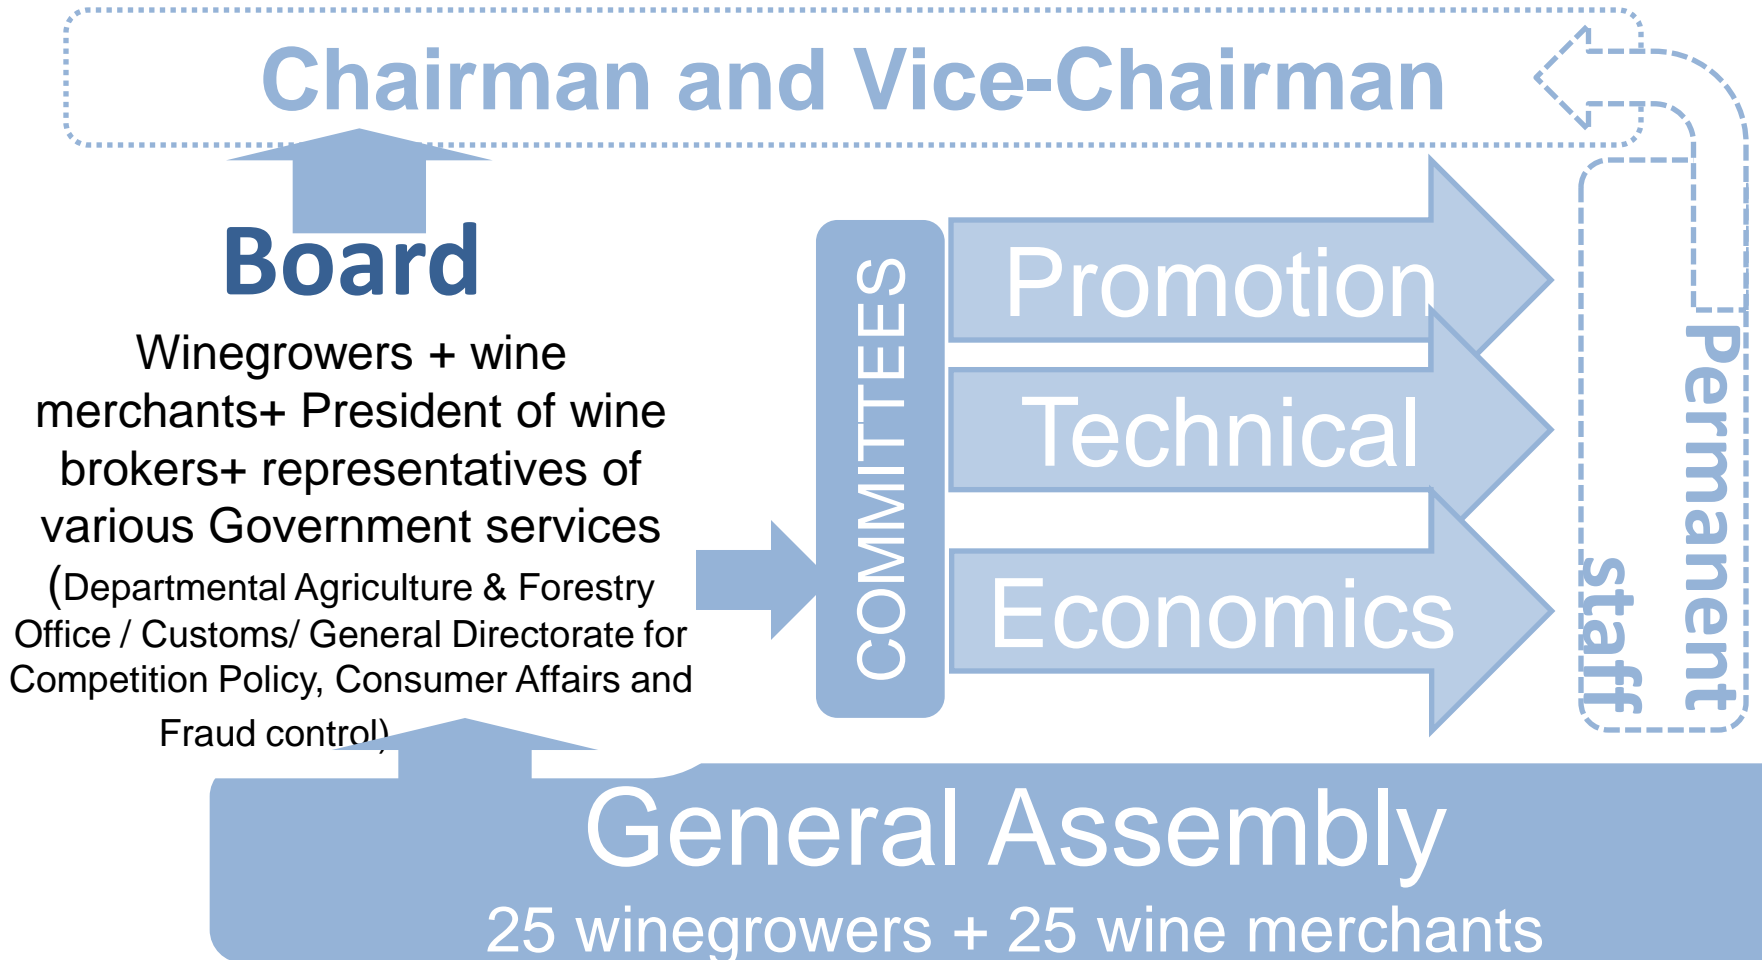 Chairman and Vice-Chairman
Board
Winegrowers + wine
merchants+ President of wine
brokers+ representatives of
various Government services
(Departmental Agriculture & Forestry
Office / Customs/ General Directorate for
Competition Policy, Consumer Affairs and
Fraud control)
COMMITTEES
Promotion
Technical
Economics
Permanent
staff
General Assembly
25 winegrowers + 25 wine merchants